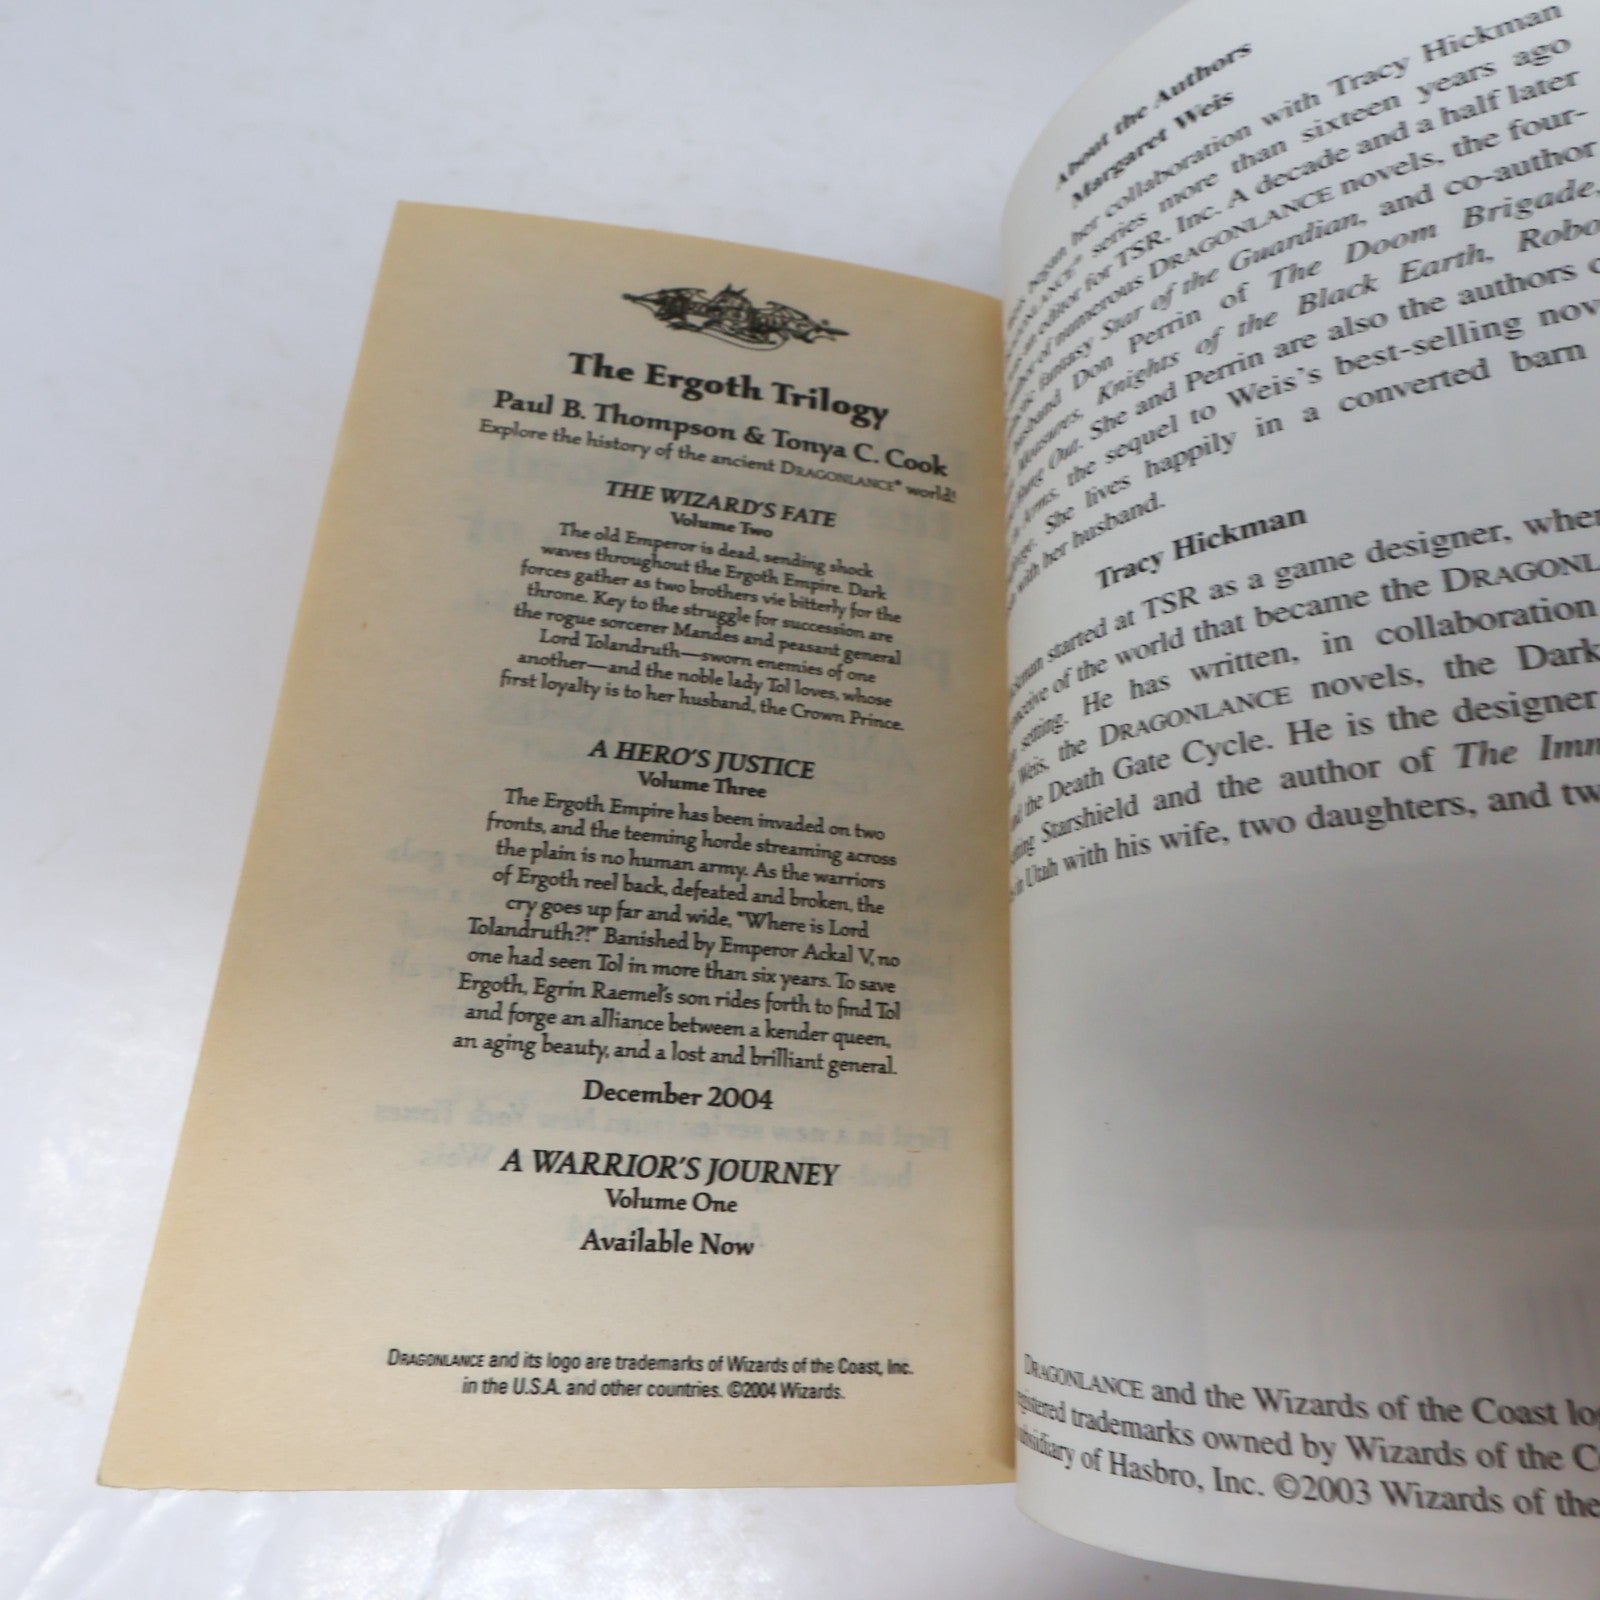 The Ergoth Trilogy
Paul B. Thompson & Tonya C. Cook
Explore the history of the ancient DRAGONLANCE® world!
THE WIZARD'S FATE
Volume Two
The old Emperor is dead, sending shock
waves throughout the Ergoth Empire. Dark
forces gather as two brothers vie bitterly for the
throne. Key to the struggle for succession are
the rogue sorcerer Mandes and peasant general
Lord Tolandruth—sworn enemies of one
another—and the noble lady Tol loves, whose
first loyalty is to her husband, the Crown Prince.
A HERO'S JUSTICE
Volume Three
The Ergoth Empire has been invaded on two
fronts, and the teeming horde streaming across
the plain is no human army. As the warriors
of Ergoth reel back, defeated and broken, the
cry goes up far and wide, "Where is Lord
Tolandruth?!" Banished by Emperor Ackal V, no
one had seen Tol in more than six years. To save
Ergoth, Egrin Raemel's son rides forth to find Tol
and forge an alliance between a kender queen,
an aging beauty, and a lost and brilliant general.
December 2004
A WARRIOR'S JOURNEY
Volume One
Available Now
DRAGONLANCE and its logo are trademarks of Wizards of the Coast, Inc.
in the U.S.A. and other countries. ©2004 Wizards.
About the Authors
Margaret Weis
began her collaboration with Tracy Hickman
series more than sixteen years ago
an editor for TSR, Inc. A decade and a half later
of numerous DRAGONLANCE novels, the four-
fantasy Star of the Guardian, and co-author
husband Don Perrin of The Doom Brigade,
Knights of the Black Earth, Robo
Hung Out. She and Perrin are also the authors
Arms, the sequel to Weis's best-selling
She lives happily in a converted barn
with her husband.
Tracy Hickman
started at TSR as a game designer,
of the world that became the
setting. He has written, in collaboration
Weis, the DRAGONLANCE novels, the Dark
the Death Gate Cycle. He is the designer
Starshield and the author of The
in Utah with his wife, two daughters, and
DRAGONLANCE and the Wizards of the Coast
trademarks owned by Wizards of the
of Hasbro, Inc. ©2003 Wizards of the